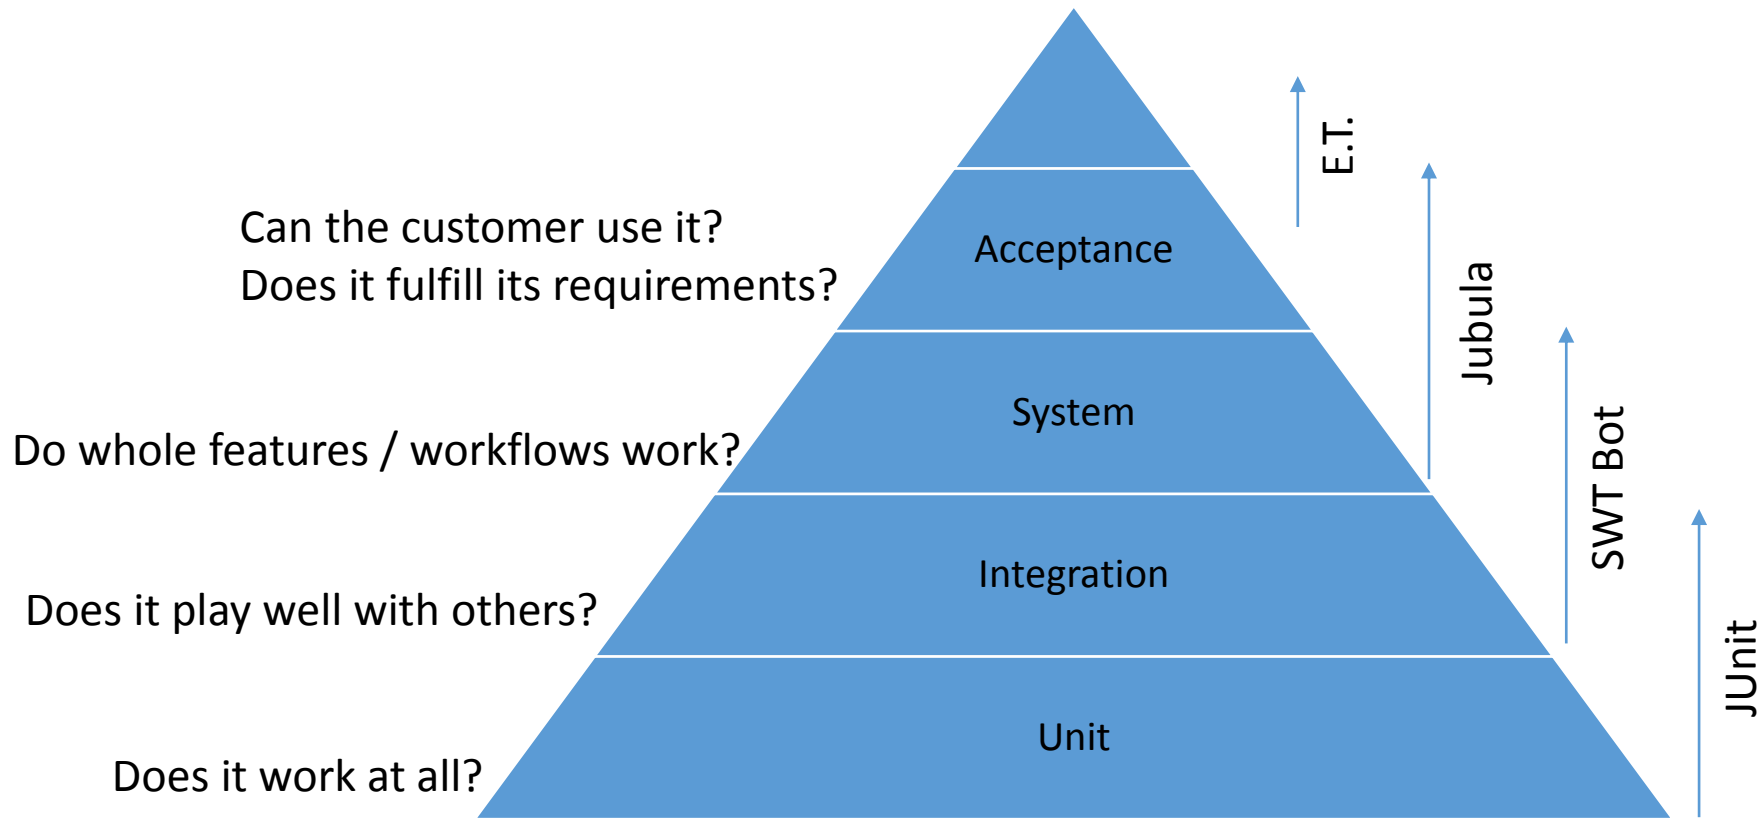 E.T.
Can the customer use it?
Does it fulfill its requirements?
Acceptance
Jubula
Do whole features / workflows work?
System
SWT Bot
Does it play well with others?
Integration
JUnit
Does it work at all?
Unit